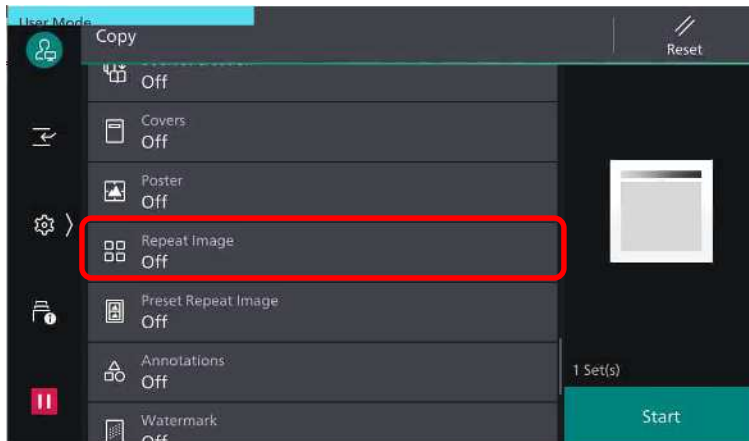 User Mode
Copy
Reset
Off
Covers
Off
Poster
Off
Repeat Image
Off
Preset Repeat Image
Off
Annotations
Off
1 Set(s)
Watermark
Off
Start